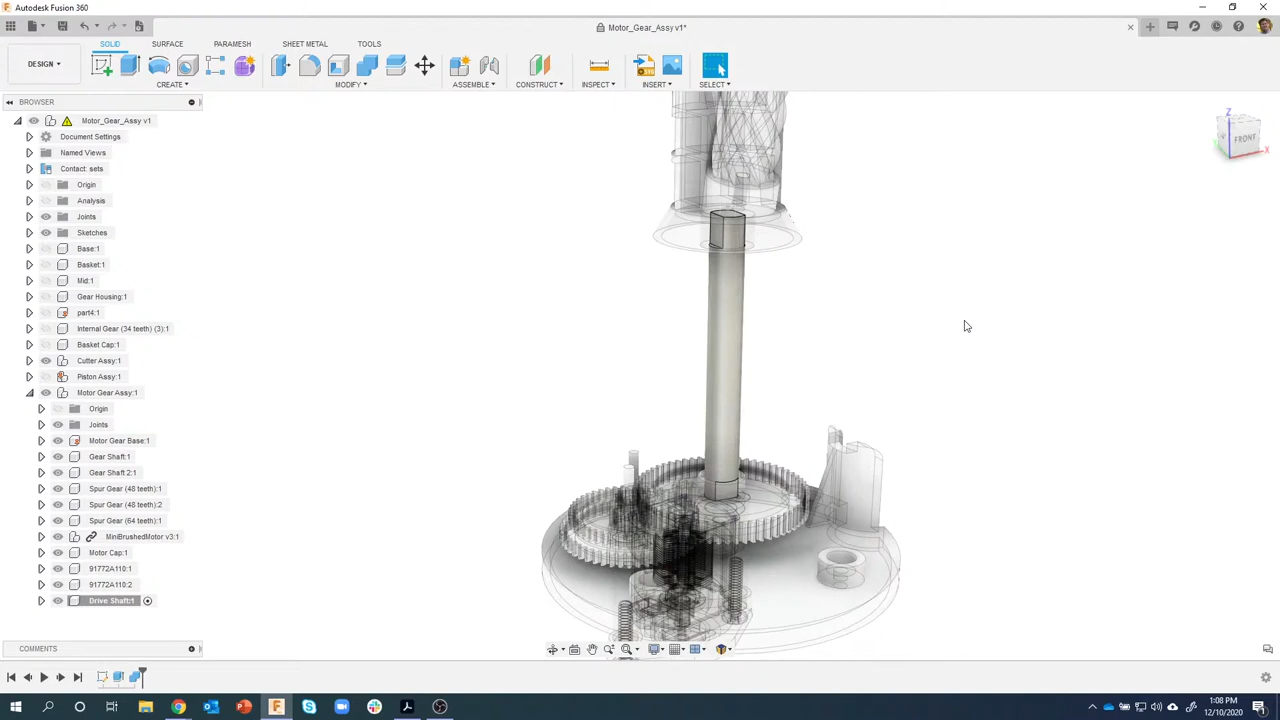 Autodesk Fusion 360
Motor_Gear_Assy v1*
DESIGN
SOLID
SURFACE
PARAMESH
SHEET METAL
TOOLS
CREATE
MODIFY
ASSEMBLE
CONSTRUCT
INSPECT
INSERT
SELECT
BROWSER
Motor_Gear_Assy v1
Document Settings
Named Views
Contact: sets
Origin
Analysis
Joints
Sketches
Base:1
Basket:1
Mid:1
Gear Housing:1
part4:1
Internal Gear (34 teeth) (3):1
Basket Cap:1
Cutter Assy:1
Piston Assy:1
Motor Gear Assy:1
Origin
Joints
Motor Gear Base:1
Gear Shaft:1
Gear Shaft 2:1
Spur Gear (48 teeth):1
Spur Gear (48 teeth):2
Spur Gear (64 teeth):1
MiniBrushedMotor v3:1
Motor Cap:1
91772A110:1
91772A110:2
Drive Shaft:1
COMMENTS
FRONT
Z
X
1:08 PM
12/10/2020